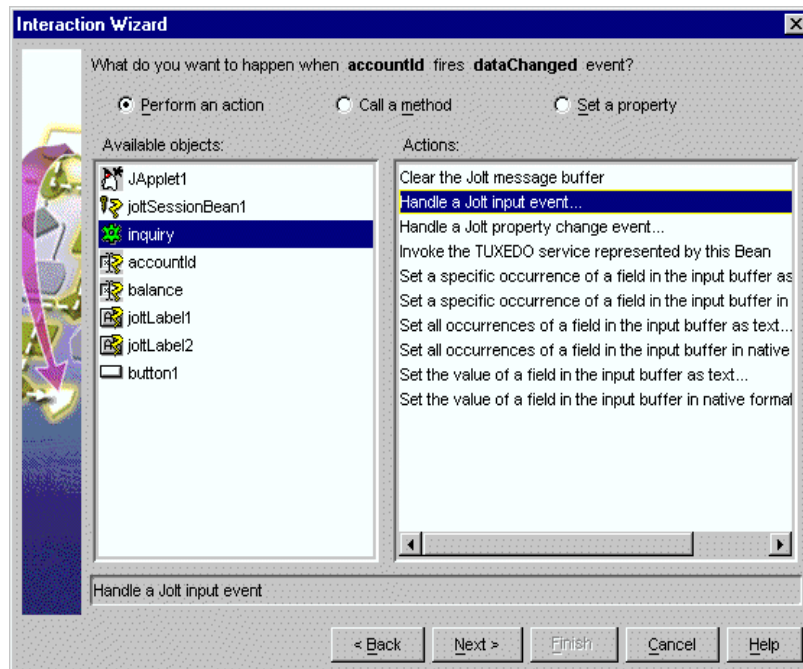 Interaction Wizard
What do you want to happen when accountId fires dataChanged event?
Perform an action
Call a method
Set a property
Available objects:
JApplet1
joltSessionBean1
inquiry
accountId
balance
joltLabel1
joltLabel2
button1
Actions:
Clear the Jolt message buffer
Handle a Jolt input event...
Handle a Jolt property change event...
Invoke the TUXEDO service represented by this Bean
Set a specific occurrence of a field in the input buffer as
Set a specific occurrence of a field in the input buffer in
Set all occurrences of a field in the input buffer as text...
Set all occurrences of a field in the input buffer in native
Set the value of a field in the input buffer as text...
Set the value of a field in the input buffer in native format
Handle a Jolt input event
< Back
Next >
Finish
Cancel
Help